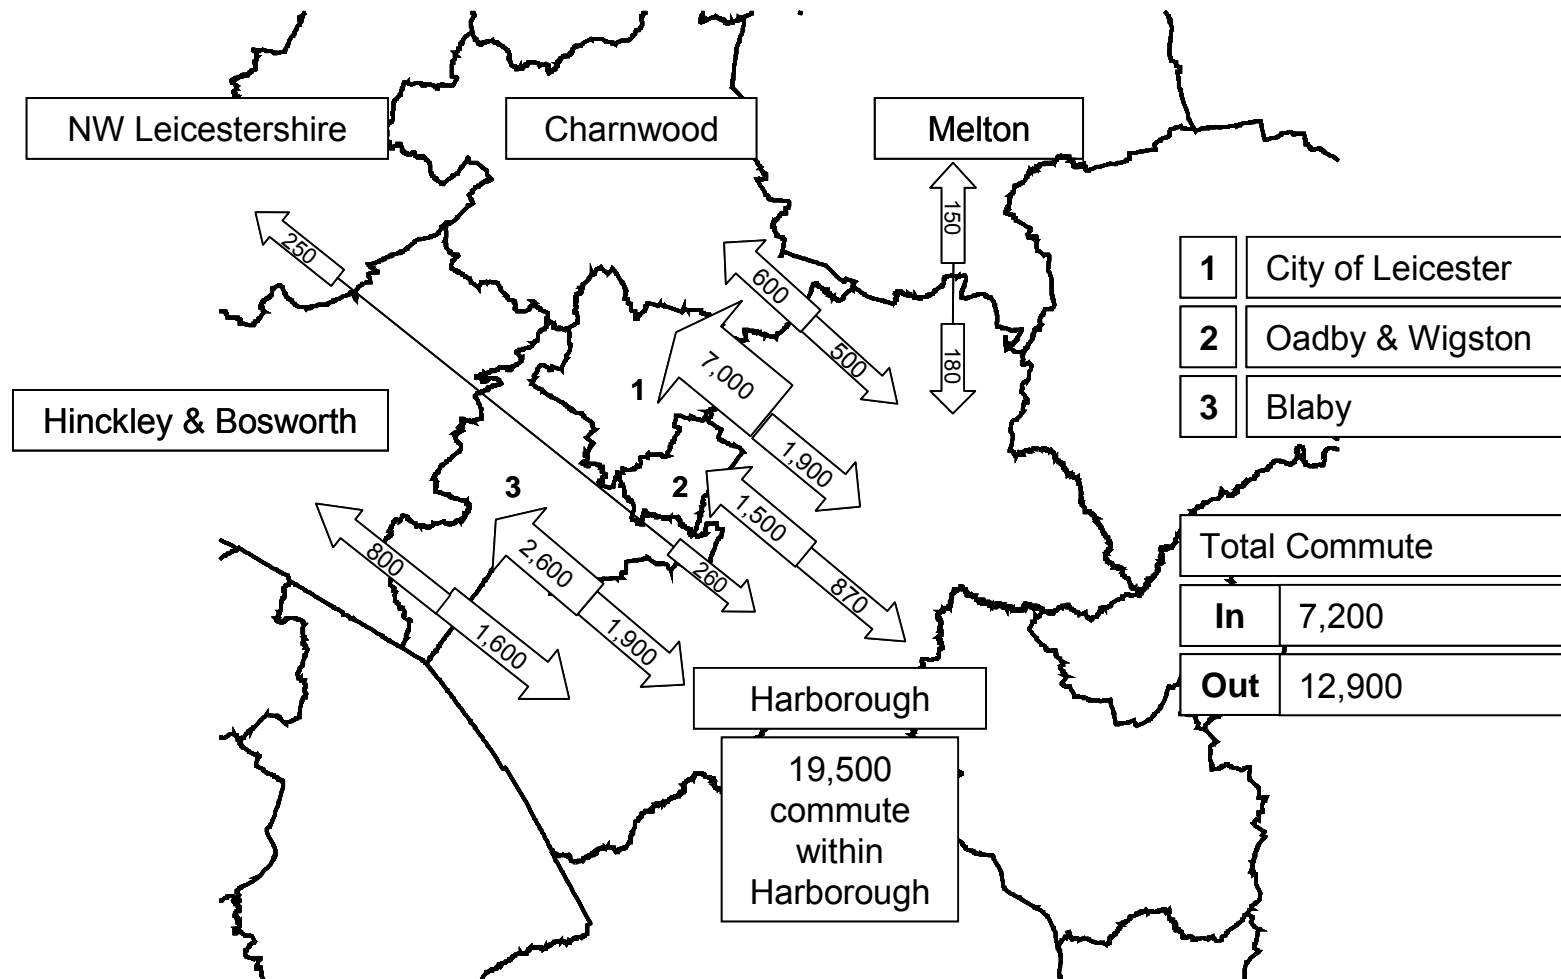 NW Leicestershire
Charnwood
Melton
150
250
600
500
180
1 City of Leicester
2 Oadby & Wigston
3 Blaby
7,000
1
Hinckley & Bosworth
1,900
3
2
1,500
800
2,600
260
870
1,600
1,900
Total Commute
In 7,200
Out 12,900
Harborough
19,500
commute
within
Harborough